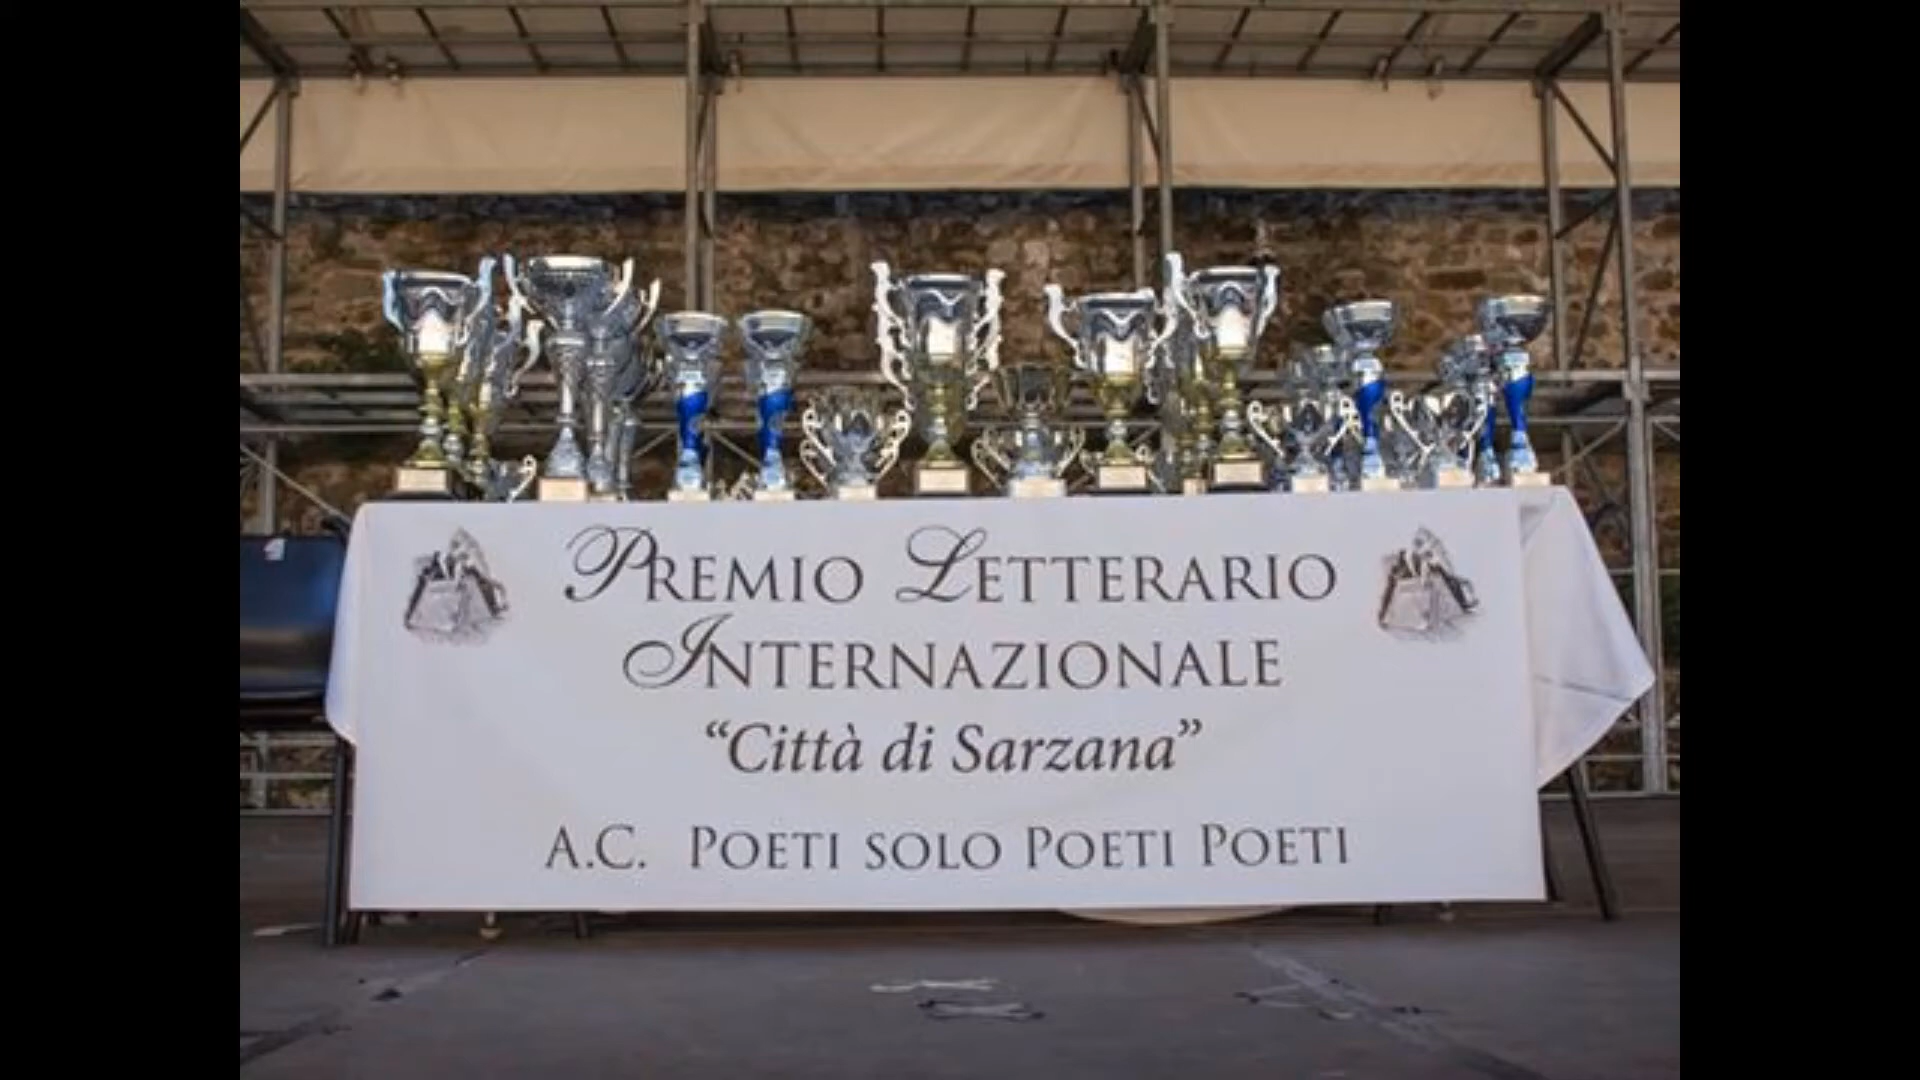 PREMIO LETTERARIO
INTERNAZIONALE
“Città di Sarzana”
A.C. POETI SOLO POETI POETI